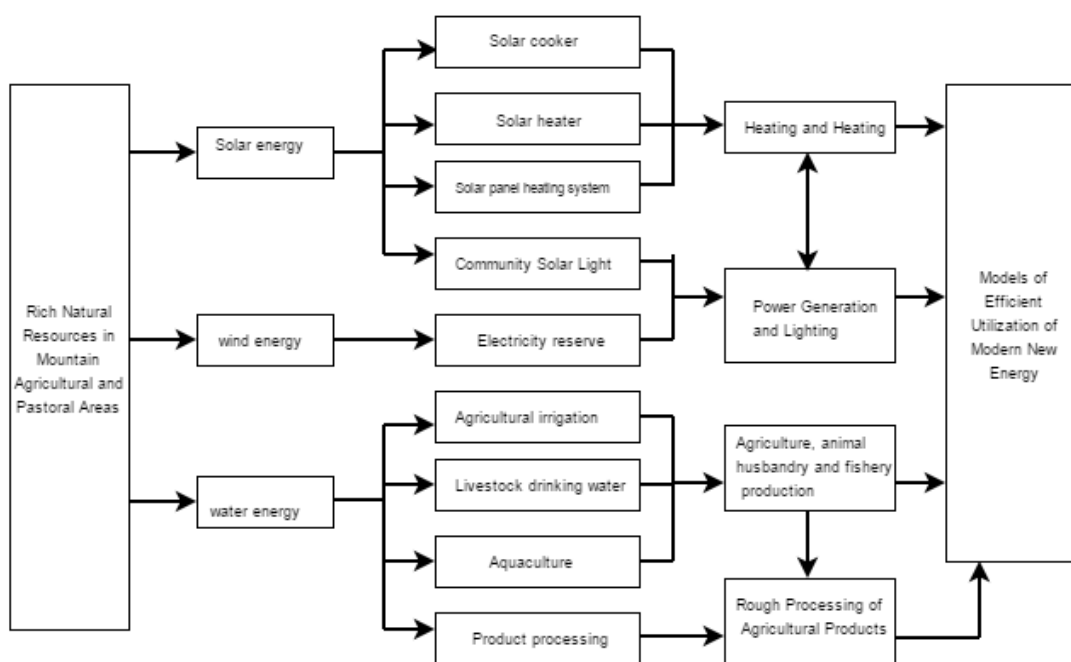 Rich Natural
Resources in
Mountain
Agricultural and
Pastoral Areas
Solar energy
wind energy
water energy
Solar cooker
Solar heater
Solar panel heating system
Community Solar Light
Electricity reserve
Agricultural irrigation
Livestock drinking water
Aquaculture
Product processing
Heating and Heating
Power Generation
and Lighting
Agriculture, animal
husbandry and fishery
production
Rough Processing of
Agricultural Products
Models of
Efficient
Utilization of
Modern New
Energy